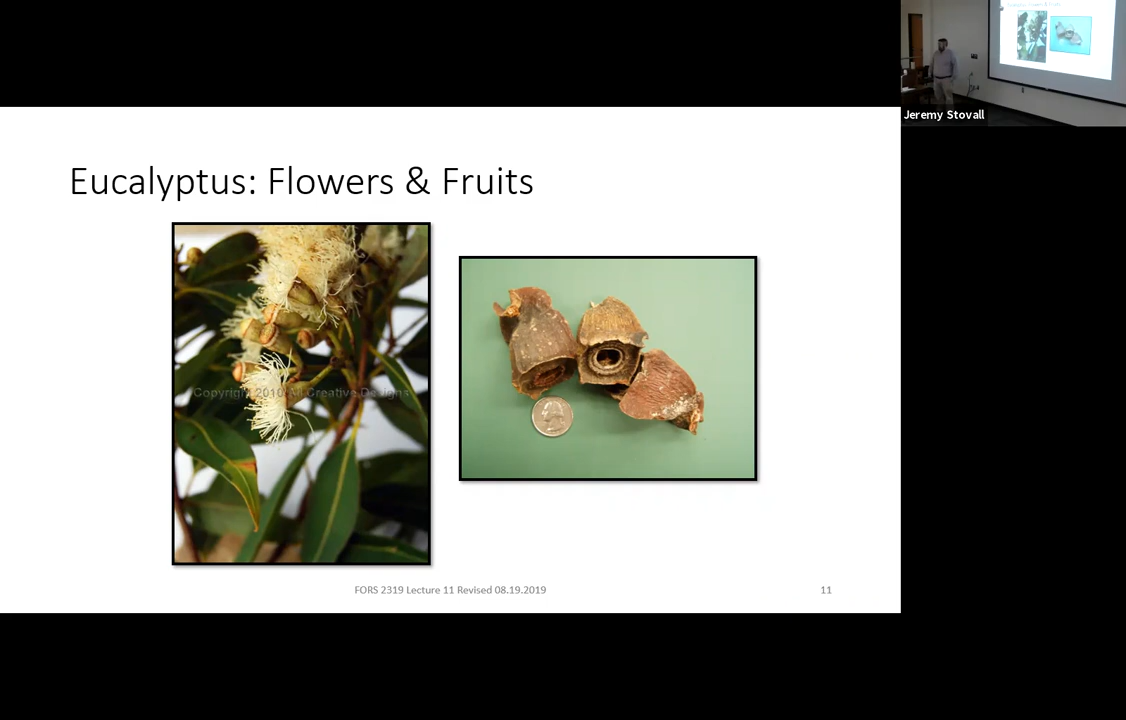 Eucalyptus: Flowers & Fruits
Jeremy Stovall
FORS 2319 Lecture 11 Revised 08.19.2019
11